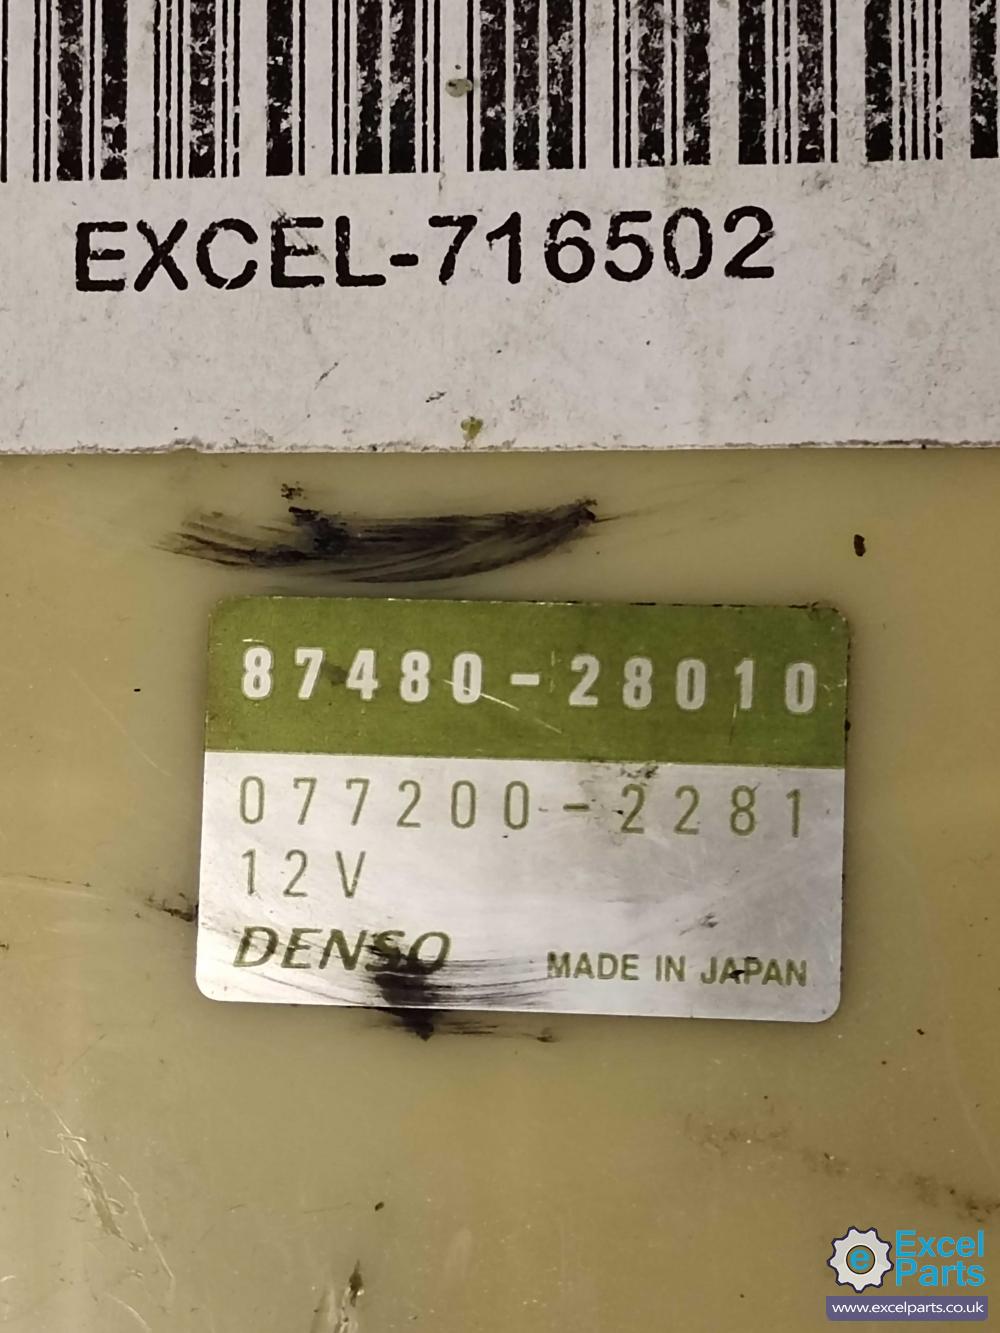 EXCEL-716502
87480-28010
077200-2281
12V
DENSO
MADE IN JAPAN
e
Excel
Parts
www.excelparts.co.uk